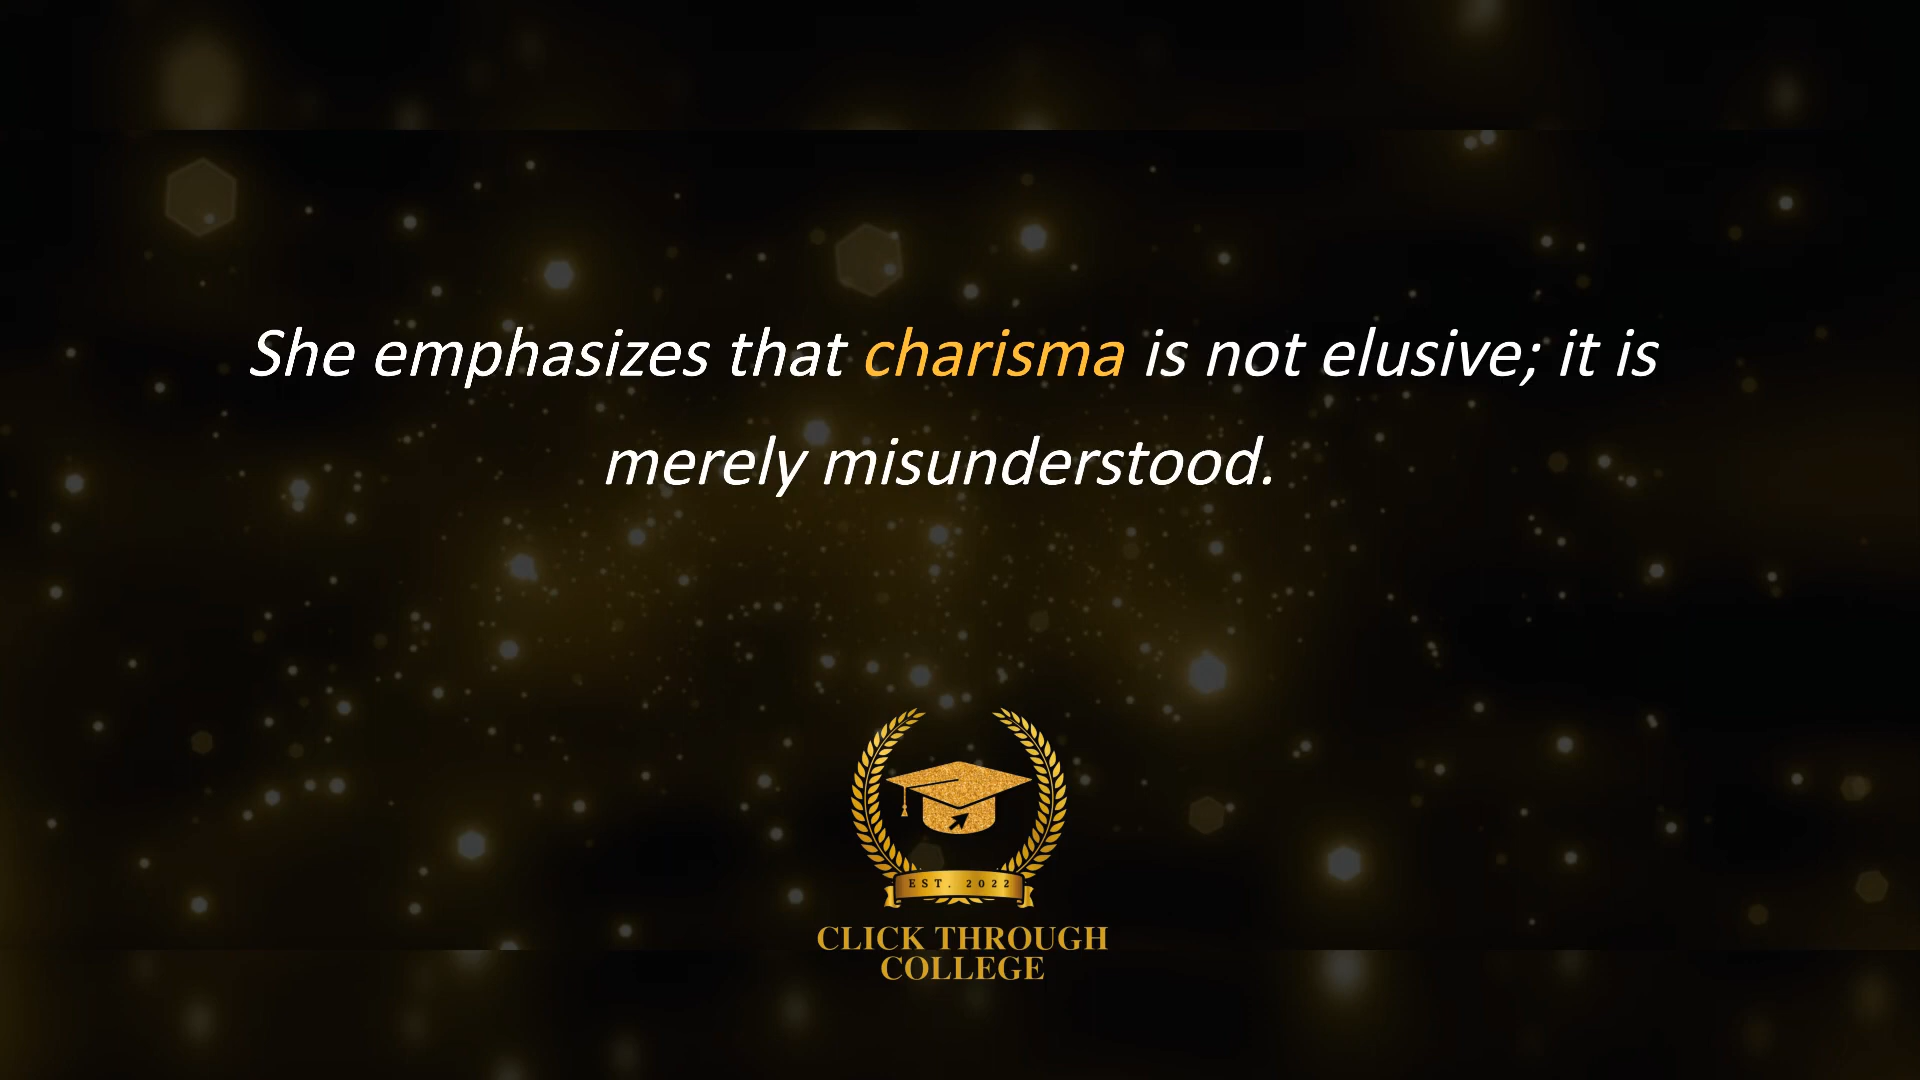 She emphasizes that charisma is not elusive; it is
merely misunderstood.
EST. 2022
CLICK THROUGH
COLLEGE